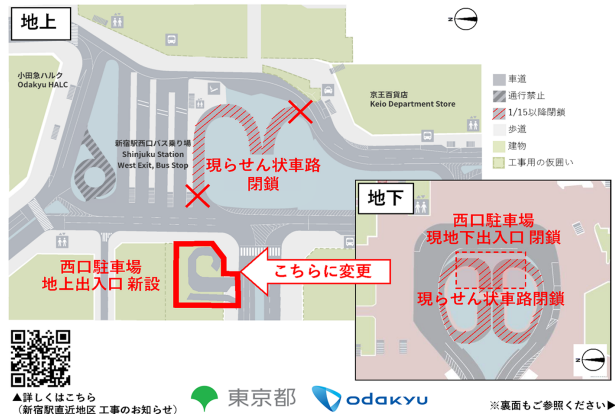 地上
小田急ハルク
Odakyu HALC
京王百貨店
Keio Department Store
車道
通行禁止
1/15以降閉鎖
歩道
建物
工事用の仮囲い
新宿駅西口バス乗り場
Shinjuku Station
West Exit, Bus Stop
現らせん状車路
閉鎖
地下
西口駐車場
現地下出入口 閉鎖
現らせん状車路閉鎖
西口駐車場
地上出入口 新設
こちらに変更
▲詳しくはこちら
（新宿駅直近地区 工事のお知らせ）
東京都
odakyu
※裏面もご参照ください▶